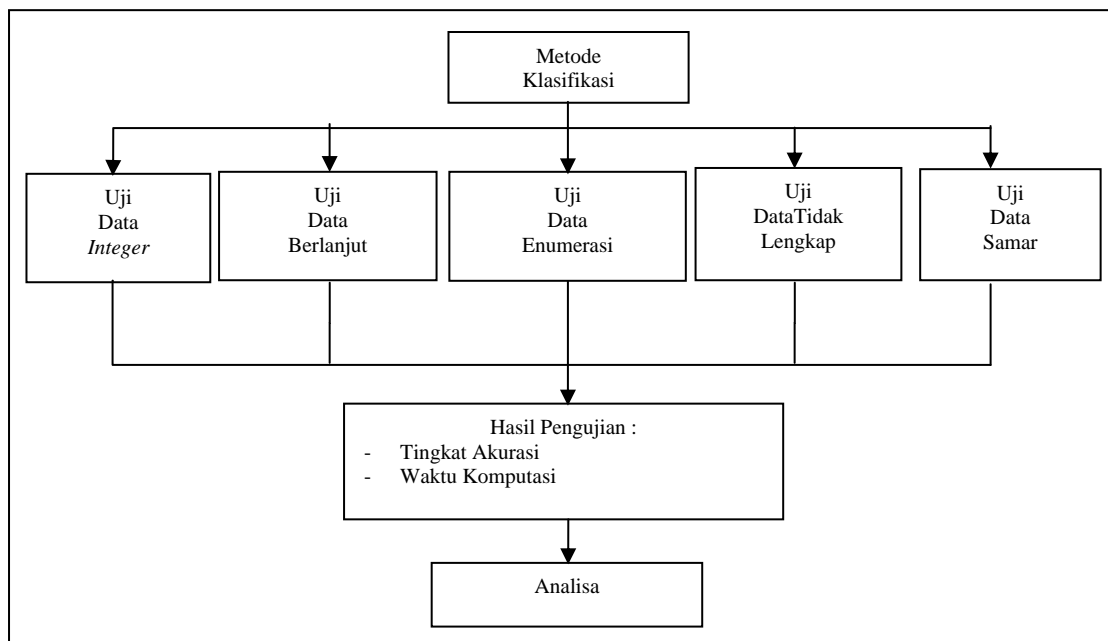 Metode
Klasifikasi
Uji
Data
Integer
Uji
Data
Berlanjut
Uji
Data
Enumerasi
Uji
DataTidak
Lengkap
Uji
Data
Samar
Hasil Pengujian :
- Tingkat Akurasi
- Waktu Komputasi
Analisa